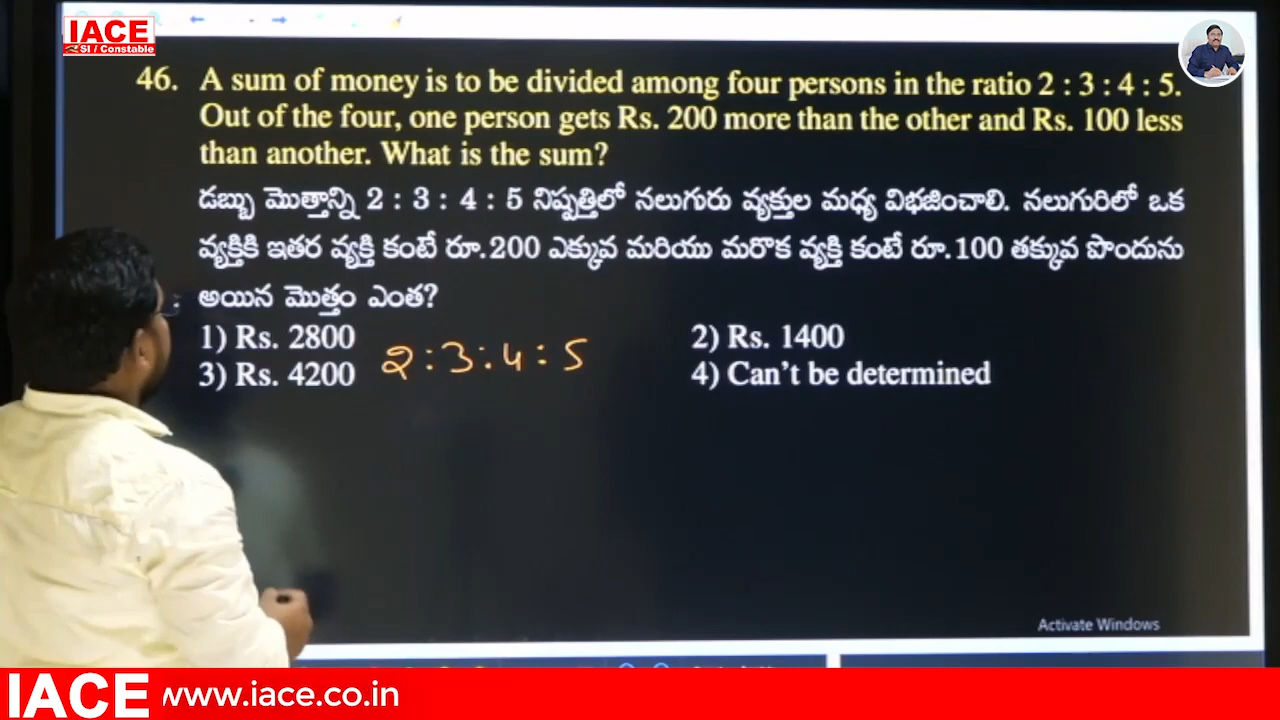 IACE
SI / Constable
46. A sum of money is to be divided among four persons in the ratio 2 : 3 : 4 : 5.
Out of the four, one person gets Rs. 200 more than the other and Rs. 100 less
than another. What is the sum?
డబ్బు మొత్తాన్ని 2 : 3 : 4 : 5 నిష్పత్తిలో నలుగురు వ్యక్తుల మధ్య విభజించాలి. నలుగురిలో ఒక
వ్యక్తికి ఇతర వ్యక్తి కంటే రూ.200 ఎక్కువ మరియు మరొక వ్యక్తి కంటే రూ.100 తక్కువ పొందును
అయిన మొత్తం ఎంత?
1) Rs. 2800 2) Rs. 1400
3) Rs. 4200 4) Can't be determined
2 : 3 : 4 : 5
Activate Windows
IACE www.iace.co.in